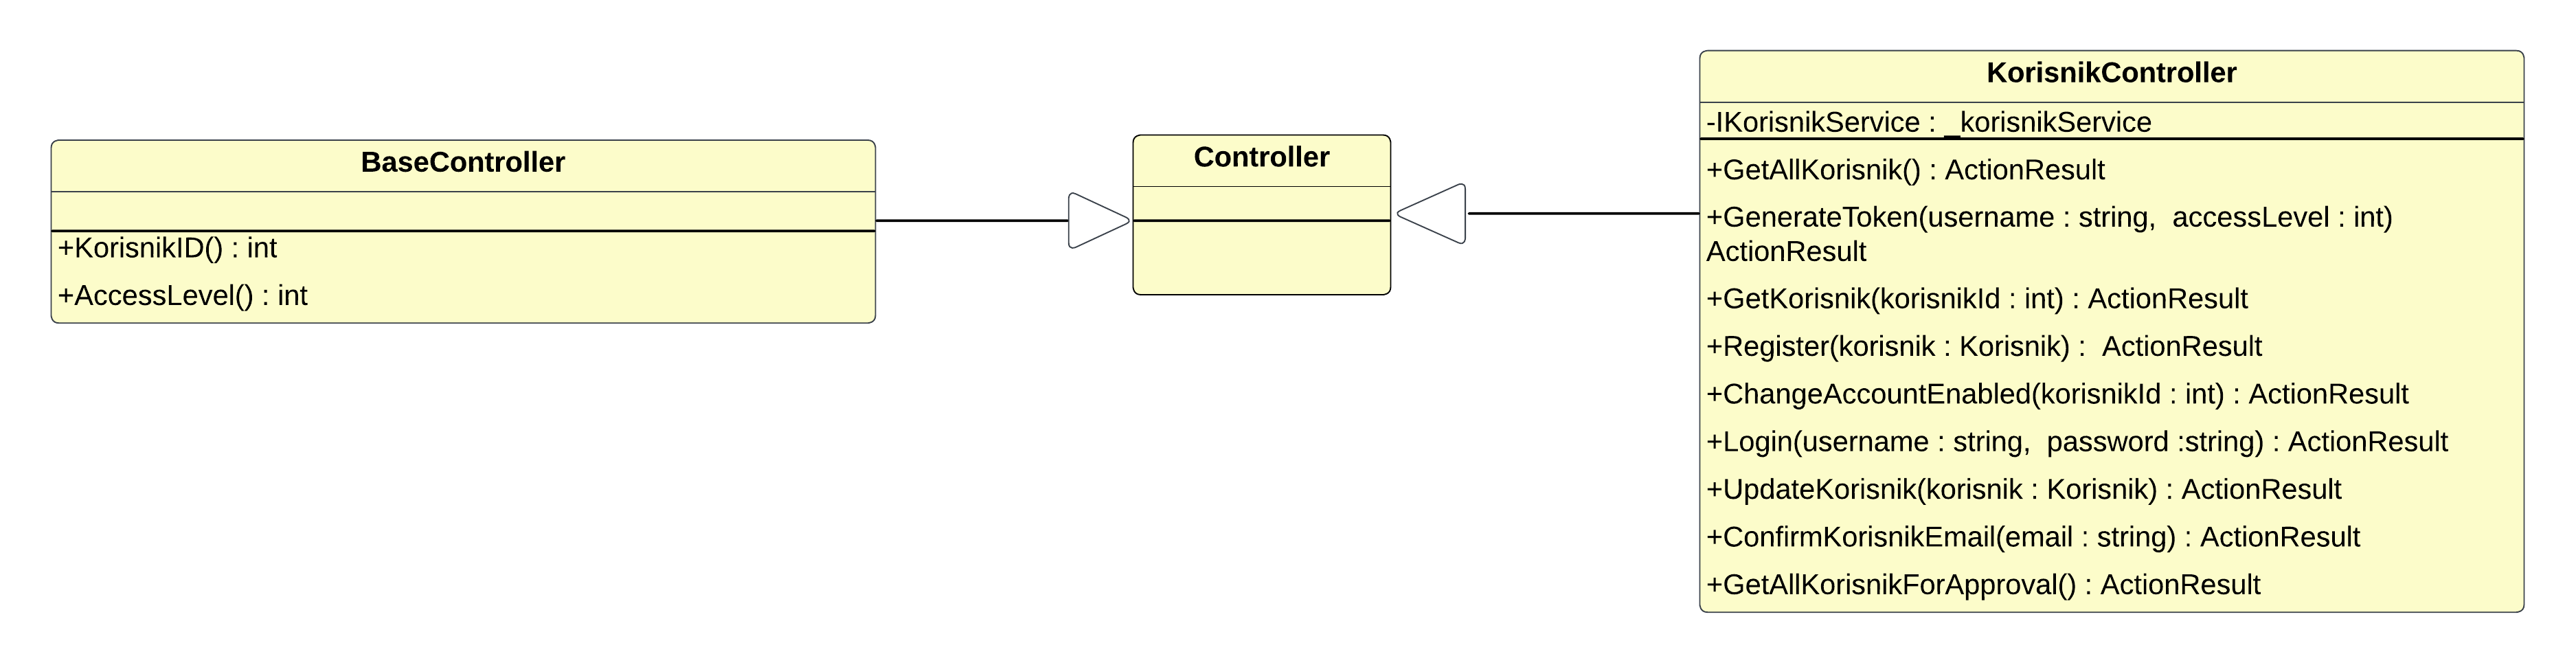 BaseController
+KorisnikID() : int
+AccessLevel() : int
Controller
KorisnikController
-IKorisnikService : _korisnikService
+GetAllKorisnik() : ActionResult
+GenerateToken(username : string,  accessLevel : int)
ActionResult
+GetKorisnik(korisnikId : int) : ActionResult
+Register(korisnik : Korisnik) :  ActionResult
+ChangeAccountEnabled(korisnikId : int) : ActionResult
+Login(username : string,  password :string) : ActionResult
+UpdateKorisnik(korisnik : Korisnik) : ActionResult
+ConfirmKorisnikEmail(email : string) : ActionResult
+GetAllKorisnikForApproval() : ActionResult